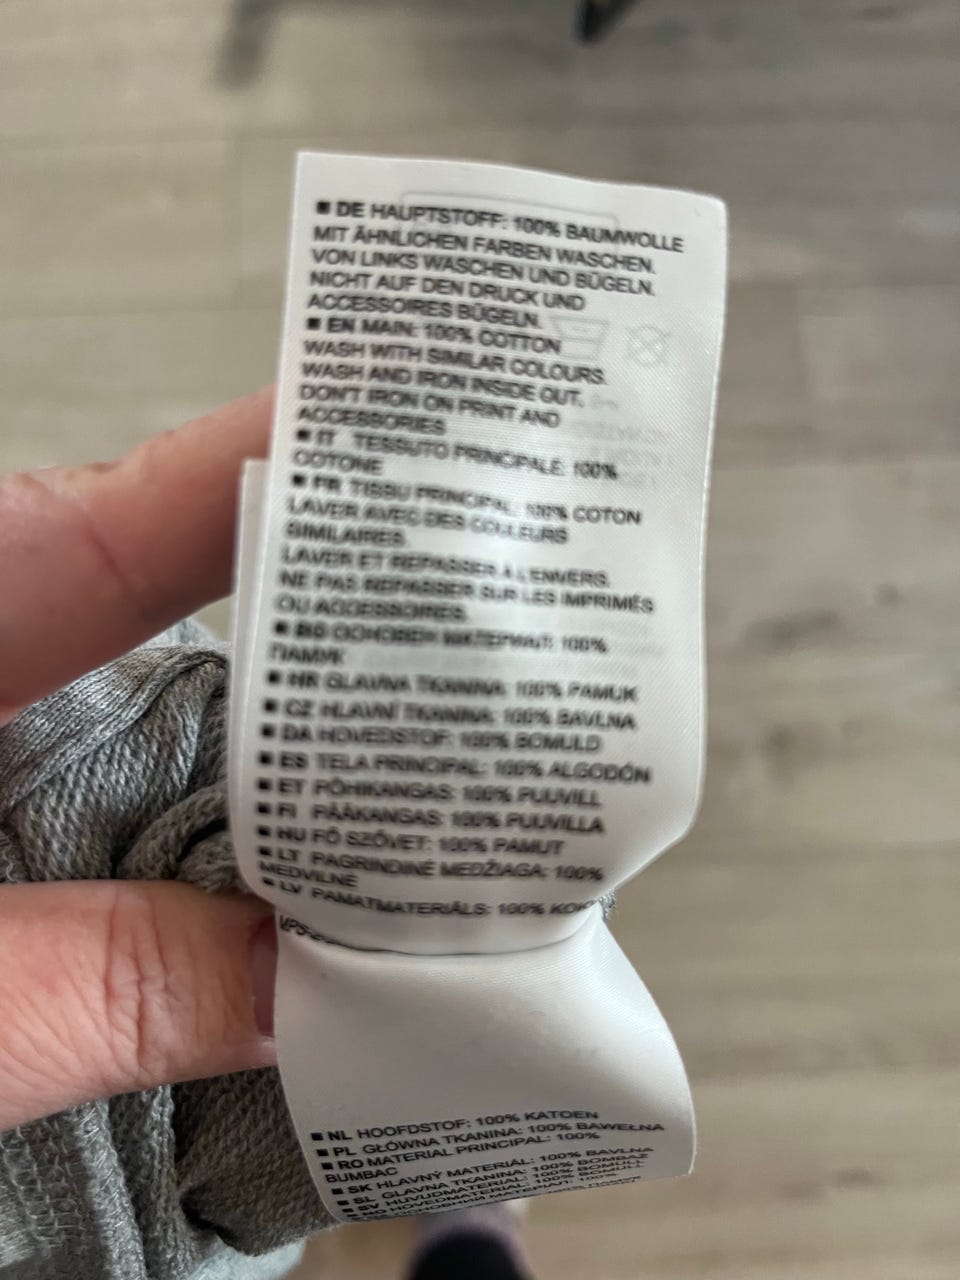 ■ DE HAUPTSTOFF: 100% BAUMWOLLE
MIT ÄHNLICHEN FARBEN WASCHEN.
VON LINKS WASCHEN UND BÜGELN.
NICHT AUF DEN DRUCK UND
ACCESSOIRES BÜGELN.
■ EN MAIN: 100% COTTON
WASH WITH SIMILAR COLOURS.
WASH AND IRON INSIDE OUT.
DON'T IRON ON PRINT AND
ACCESSORIES
■ IT TESSUTO PRINCIPALE: 100%
COTONE
■ FR TISSU PRINCIPAL: 100% COTON
LAVER AVEC DES COULEURS
SIMILAIRES.
LAVER ET REPASSER A L'ENVERS.
NE PAS REPASSER SUR LES IMPRIMÉS
OU ACCESSOIRES.
■ BG 100%
ПАМУК
■ HR GLAVNA TKANINA: 100% PAMUK
■ CZ HLAVNÍ TKANINA: 100% BAVLNA
■ DA HOVEDSTOF: 100% BOMULD
■ ES TELA PRINCIPAL: 100% ALGODÓN
■ ET PÕHIKANGAS: 100% PUUVILL
■ FI PÄÄKANGAS: 100% PUUVILLA
■ HU FŐ SZÖVET: 100% PAMUT
■ LT PAGRINDINĖ MEDŽIAGA: 100%
MEDVILNĖ
■ LV PAMATMATERIĀLS: 100%
■ NL HOOFDSTOF: 100% KATOEN
■ PL GŁÓWNA TKANINA: 100% BAWEŁNA
■ RO MATERIAL PRINCIPAL: 100%
BUMBAC
■ SK HLAVNÝ MATERIÁL: 100% BAVLNA
■ SL GLAVNA TKANINA: 100% BOMBAŽ
■ SV HUVUDMATERIAL: 100% BOMULL
■ NO HOVEDMATERIAL: 100%